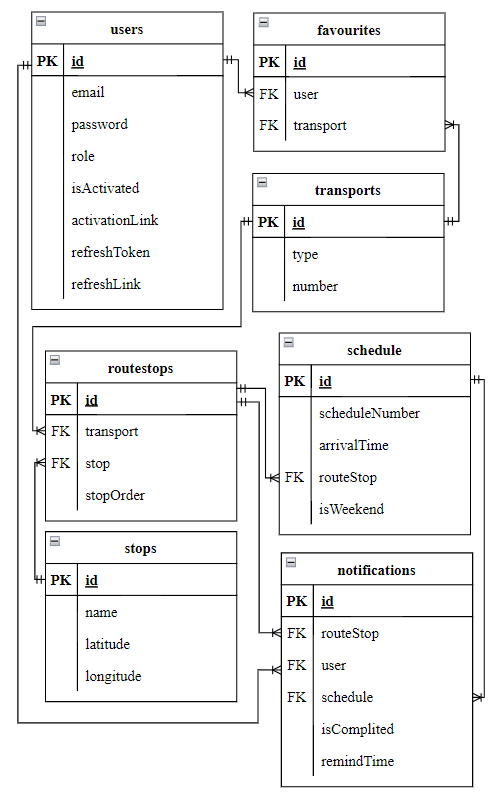 users
PK id
email
password
role
isActivated
activationLink
refreshToken
refreshLink
favourites
PK id
FK user
FK transport
transports
PK id
type
number
routestops
PK id
FK transport
FK stop
stopOrder
schedule
PK id
scheduleNumber
arrivalTime
FK routeStop
isWeekend
stops
PK id
name
latitude
longitude
notifications
PK id
FK routeStop
FK user
FK schedule
isComplited
remindTime